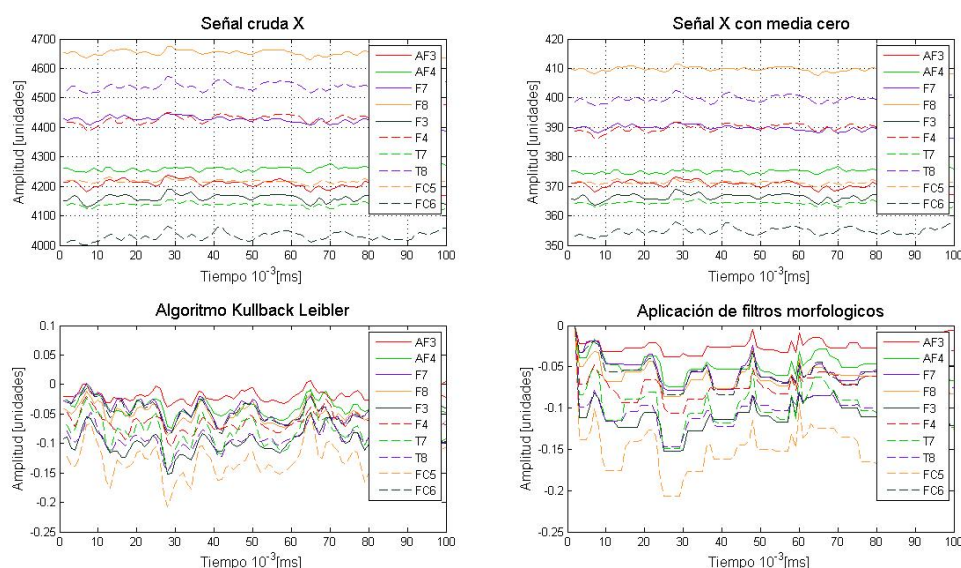 Señal cruda X
Amplitud [unidades]
4700
4600
4500
4400
4300
4200
4100
4000
0 10 20 30 40 50 60 70 80 90 100
Tiempo 10⁻³[ms]
AF3
AF4
F7
F8
F3
F4
T7
T8
FC5
FC6
Señal X con media cero
Amplitud [unidades]
420
410
400
390
380
370
360
350
0 10 20 30 40 50 60 70 80 90 100
Tiempo 10⁻³[ms]
AF3
AF4
F7
F8
F3
F4
T7
T8
FC5
FC6
Algoritmo Kullback Leibler
Amplitud [unidades]
0.1
0.05
0
-0.05
-0.1
-0.15
-0.2
-0.25
0 10 20 30 40 50 60 70 80 90 100
Tiempo 10⁻³[ms]
AF3
AF4
F7
F8
F3
F4
T7
T8
FC5
FC6
Aplicación de filtros morfologicos
Amplitud [unidades]
0
-0.05
-0.1
-0.15
-0.2
-0.25
0 10 20 30 40 50 60 70 80 90 100
Tiempo 10⁻³[ms]
AF3
AF4
F7
F8
F3
F4
T7
T8
FC5
FC6